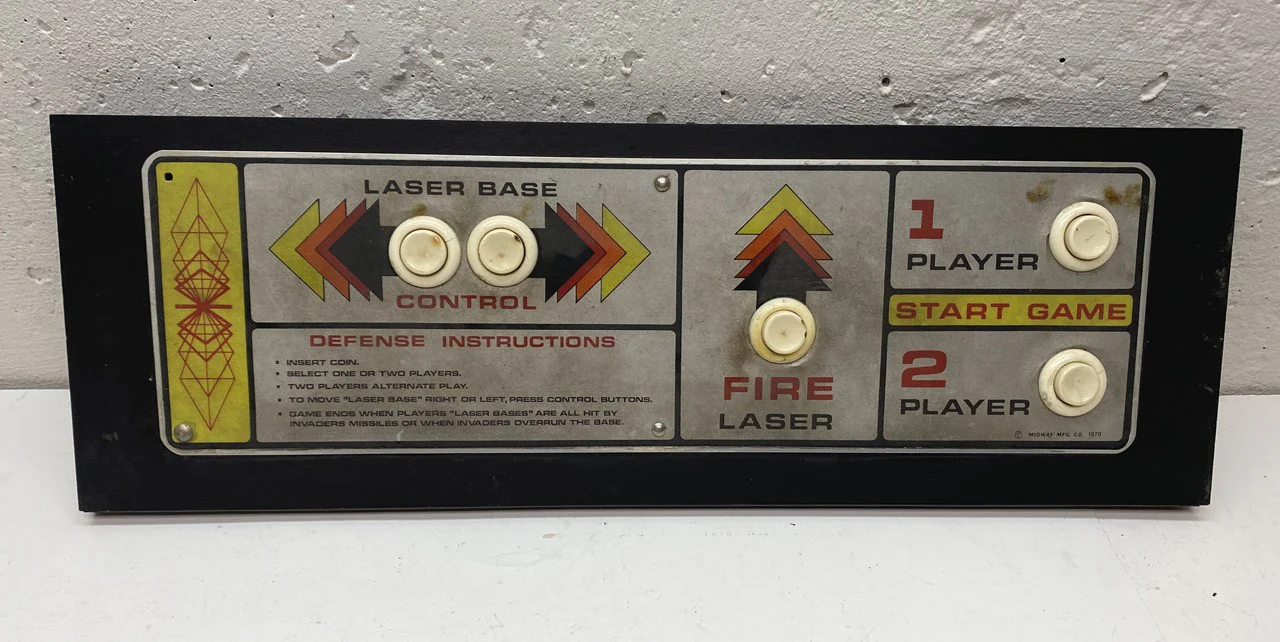 LASER BASE
CONTROL
DEFENSE INSTRUCTIONS
• INSERT COIN.
• SELECT ONE OR TWO PLAYERS.
• TWO PLAYERS ALTERNATE PLAY.
• TO MOVE "LASER BASE" RIGHT OR LEFT, PRESS CONTROL BUTTONS.
• GAME ENDS WHEN PLAYERS "LASER BASES" ARE ALL HIT BY
INVADERS MISSILES OR WHEN INVADERS OVERRUN THE BASE.
FIRE
LASER
1
PLAYER
START GAME
2
PLAYER
© MIDWAY MFG. CO. 1978